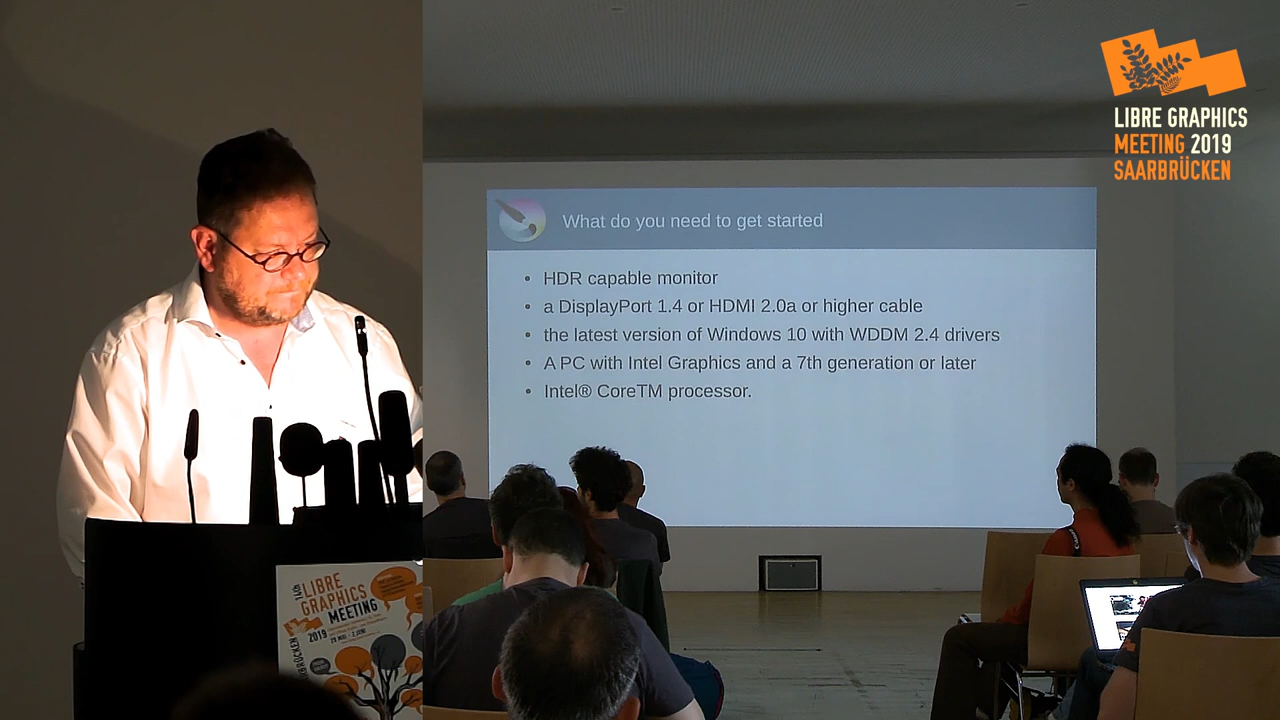 LIBRE GRAPHICS
MEETING 2019
SAARBRÜCKEN
What do you need to get started
• HDR capable monitor
• a DisplayPort 1.4 or HDMI 2.0a or higher cable
• the latest version of Windows 10 with WDDM 2.4 drivers
• A PC with Intel Graphics and a 7th generation or later
• Intel® CoreTM processor.
LIBRE
GRAPHICS
MEETING
2019